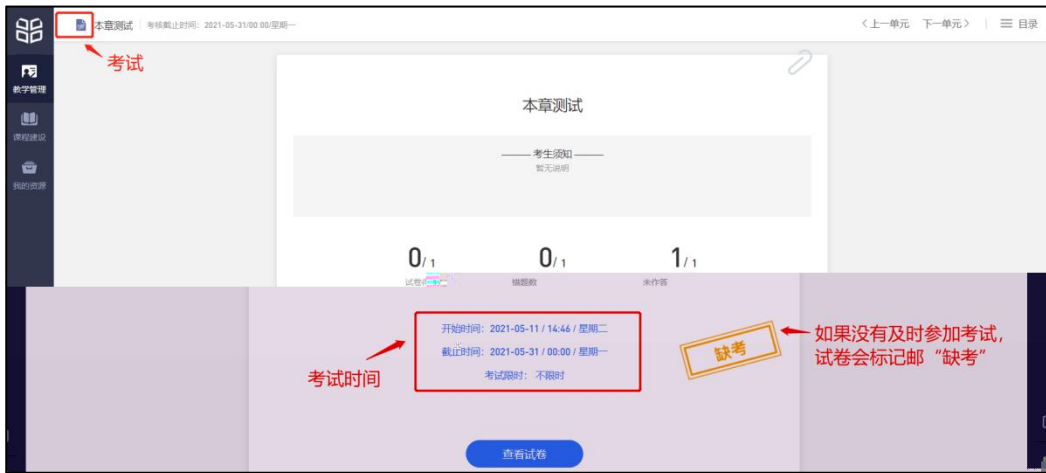 本章测试 考核截止时间: 2021-05-31/00:00/星期一
<上一单元 下一单元> 目录
考试
教学管理
课程建设
我的资源
本章测试
考生须知
暂无说明
0/ 1
0/ 1
1/ 1
错题数
未作答
开始时间: 2021-05-11 / 14:46 / 星期二
截止时间: 2021-05-31 / 00:00 / 星期一
考试限时: 不限时
考试时间
缺考
如果没有及时参加考试,
试卷会标记邮“缺考”
查看试卷